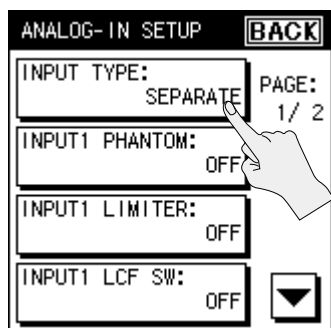 ANALOG-IN SETUP BACK
INPUT TYPE:
SEPARATE
PAGE:
1/ 2
INPUT1 PHANTOM:
OFF
INPUT1 LIMITER:
OFF
INPUT1 LCF SW:
OFF